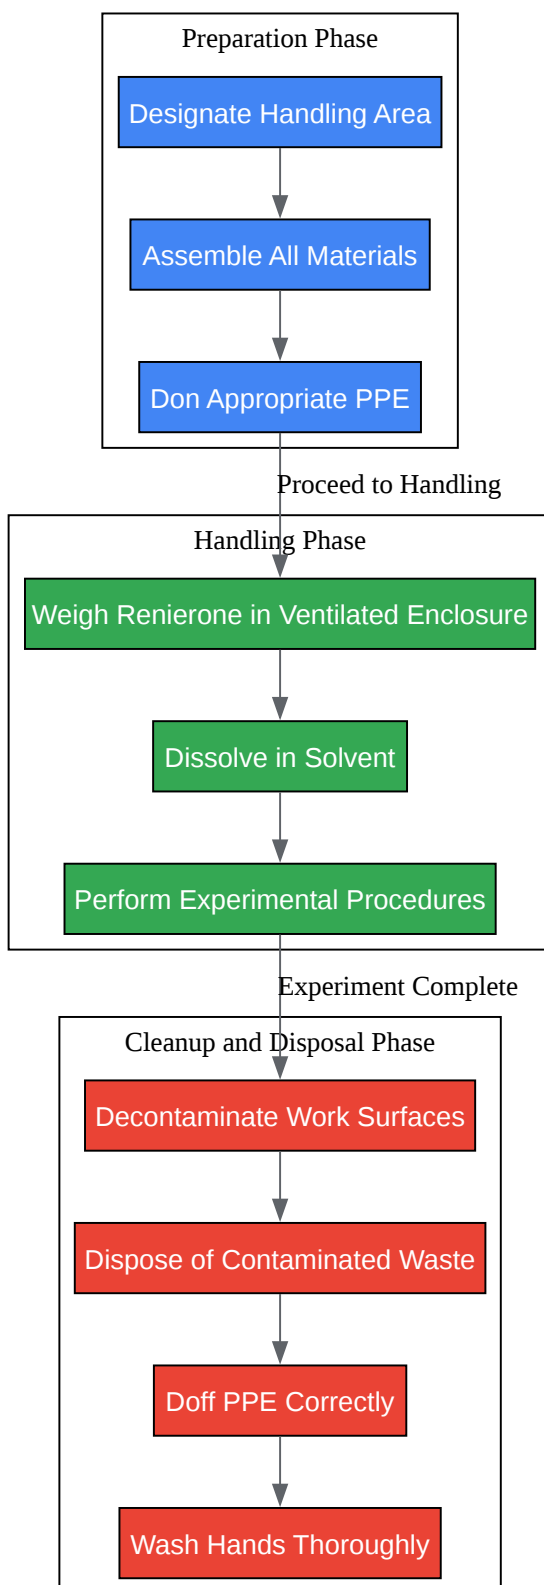 Preparation Phase
Designate Handling Area
Assemble All Materials
Don Appropriate PPE
Proceed to Handling
Handling Phase
Weigh Renierone in Ventilated Enclosure
Dissolve in Solvent
Perform Experimental Procedures
Experiment Complete
Cleanup and Disposal Phase
Decontaminate Work Surfaces
Dispose of Contaminated Waste
Doff PPE Correctly
Wash Hands Thoroughly